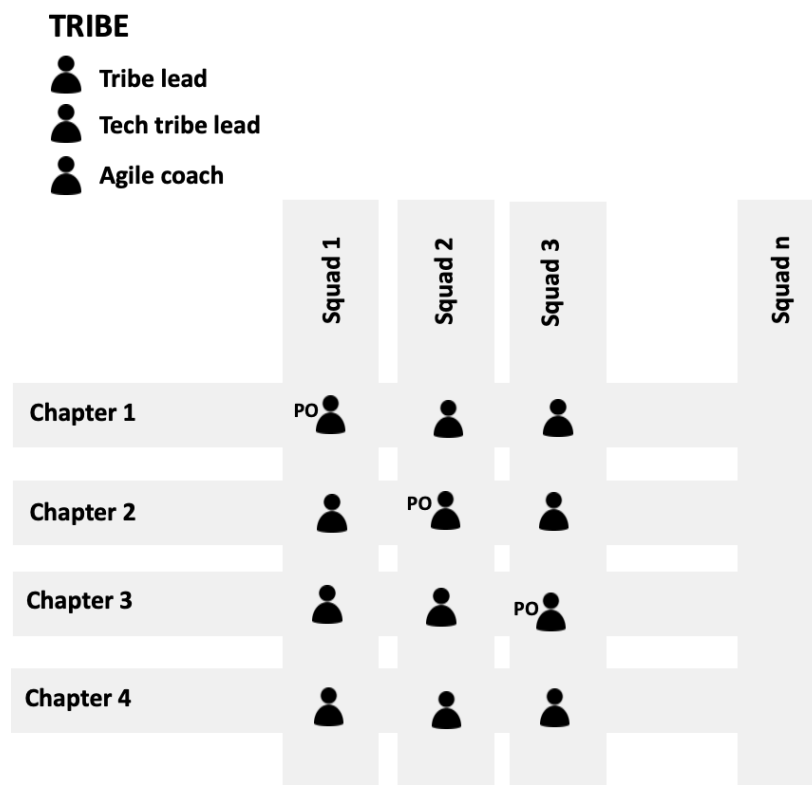 TRIBE
Tribe lead
Tech tribe lead
Agile coach
Squad 1
Squad 2
Squad 3
Squad n
Chapter 1
PO
Chapter 2
PO
Chapter 3
PO
Chapter 4